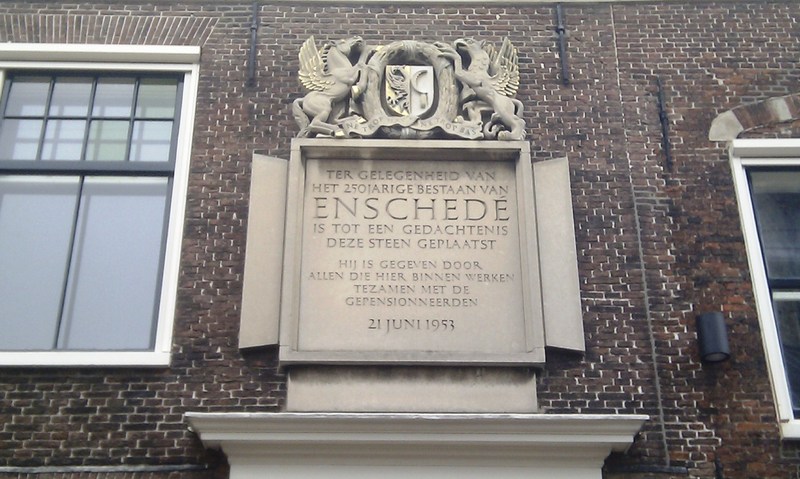 TER GELEGENHEID VAN
HET 250JARIGE BESTAAN VAN
ENSCHEDÉ
IS TOT EEN GEDACHTENIS
DEZE STEEN GEPLAATST
HIJ IS GEGEVEN DOOR
ALLEN DIE HIER BINNEN WERKEN
TEZAMEN MET DE
GEPENSIONNEERDEN
21 JUNI 1953